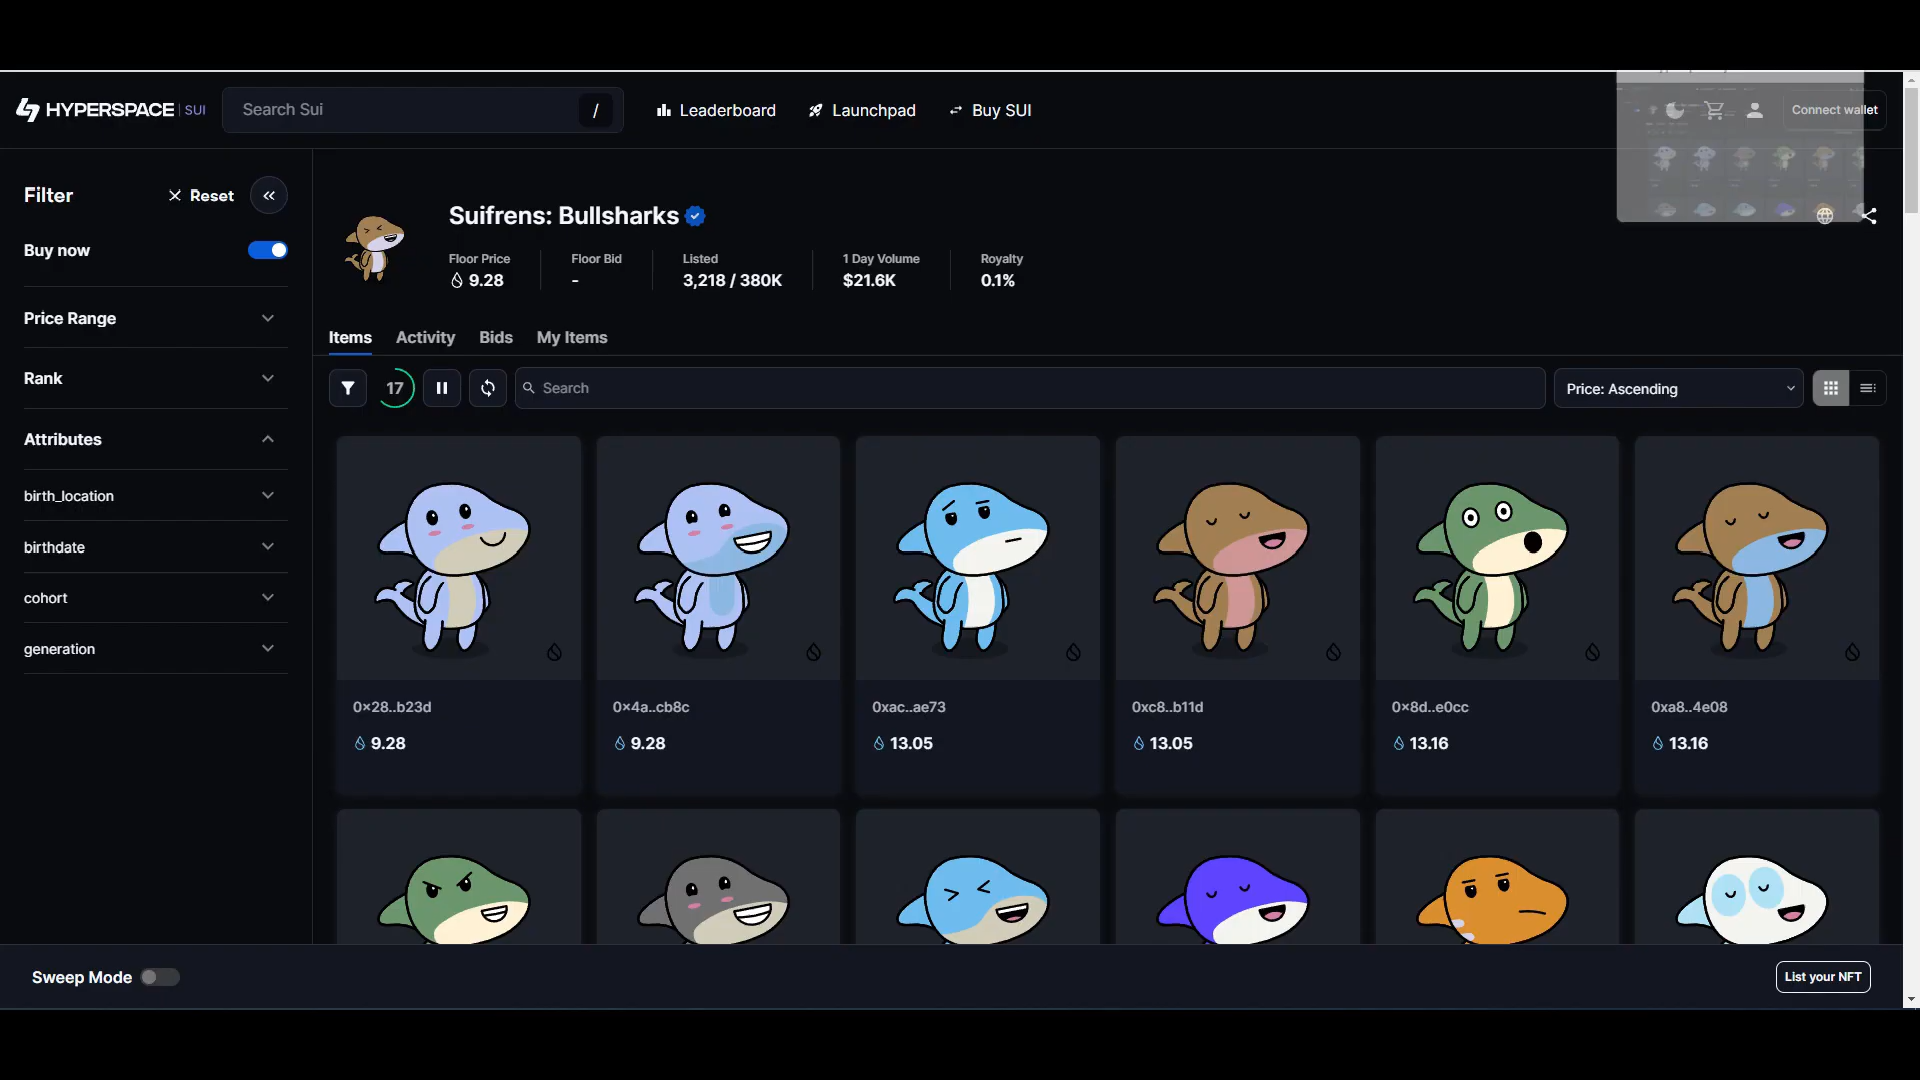 HYPERSPACE | SUI
Search Sui
/
Leaderboard
Launchpad
Buy SUI
Connect wallet
Filter
Reset
Buy now
Price Range
Rank
Attributes
birth_location
birthdate
cohort
generation
Suifrens: Bullsharks
Floor Price
9.28
Floor Bid
-
Listed
3,218 / 380K
1 Day Volume
$21.6K
Royalty
0.1%
Items
Activity
Bids
My Items
17
Search
Price: Ascending
0x28..b23d
9.28
0x4a..cb8c
9.28
0xac..ae73
13.05
0xc8..b11d
13.05
0x8d..e0cc
13.16
0xa8..4e08
13.16
Sweep Mode
List your NFT